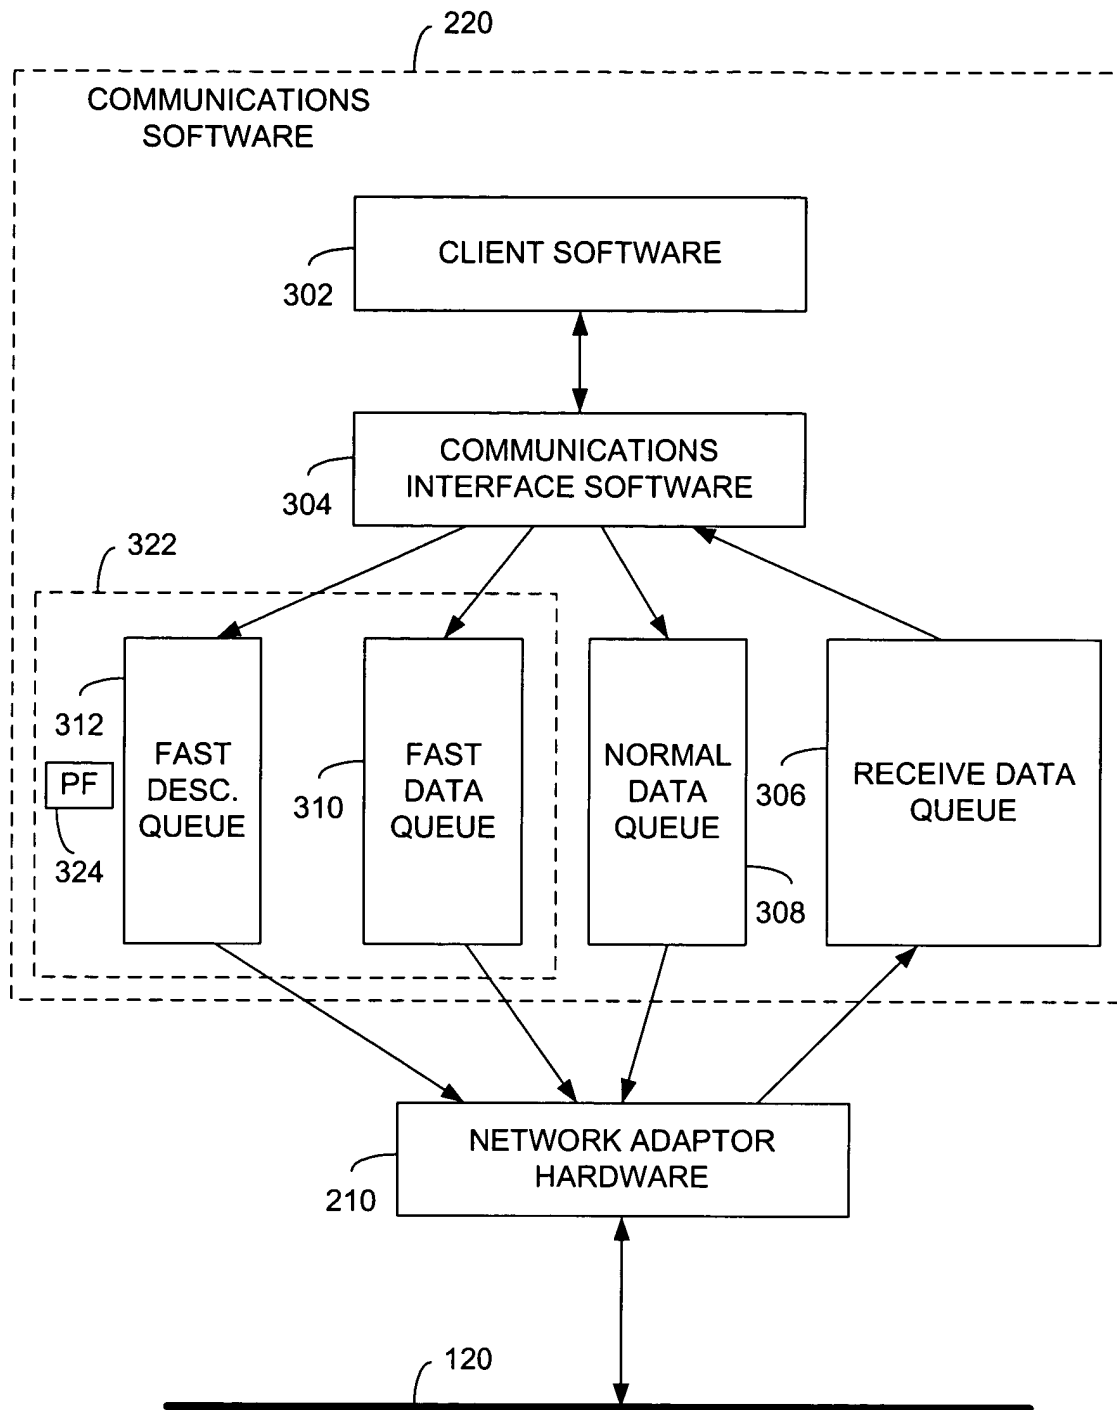 220
COMMUNICATIONS
SOFTWARE
CLIENT SOFTWARE
302
COMMUNICATIONS
INTERFACE SOFTWARE
304
322
312
FAST
DESC.
QUEUE
PF
324
310
FAST
DATA
QUEUE
NORMAL
DATA
QUEUE
308
306
RECEIVE DATA
QUEUE
NETWORK ADAPTOR
HARDWARE
210
120